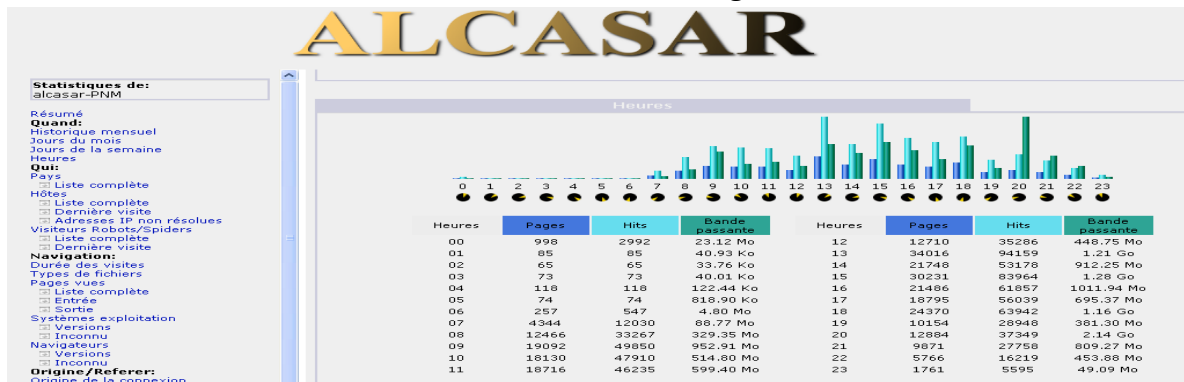 ALCASAR
Statistiques de:
alcasar-PNM
Résumé
Quand:
Historique mensuel
Jours du mois
Jours de la semaine
Heures
Qui:
Pays
Liste complète
Hôtes
Liste complète
Dernière visite
Adresses IP non résolues
Visiteurs Robots/Spiders
Liste complète
Dernière visite
Navigation:
Durée des visites
Types de fichiers
Pages vues
Liste complète
Entrée
Sortie
Systèmes exploitation
Versions
Inconnu
Navigateurs
Versions
Inconnu
Origine/Referer:
Origine de la connexion
Heures
0 1 2 3 4 5 6 7 8 9 10 11 12 13 14 15 16 17 18 19 20 21 22 23
Heures Pages Hits Bande passante Heures Pages Hits Bande passante
00 998 2992 23.12 Mo 12 12710 35286 448.75 Mo
01 85 85 40.93 Ko 13 34016 94159 1.21 Go
02 65 65 33.76 Ko 14 21748 53178 912.25 Mo
03 73 73 40.01 Ko 15 30231 83964 1.28 Go
04 118 118 122.44 Ko 16 21486 61857 1011.94 Mo
05 74 74 818.90 Ko 17 18795 56039 695.37 Mo
06 257 547 4.80 Mo 18 24370 63942 1.16 Go
07 4344 12030 88.77 Mo 19 10154 28948 381.30 Mo
08 12466 33267 329.35 Mo 20 12884 37349 2.14 Go
09 19092 49850 952.91 Mo 21 9871 27758 809.27 Mo
10 18130 47910 514.80 Mo 22 5766 16219 453.88 Mo
11 18716 46235 599.40 Mo 23 1761 5595 49.09 Mo